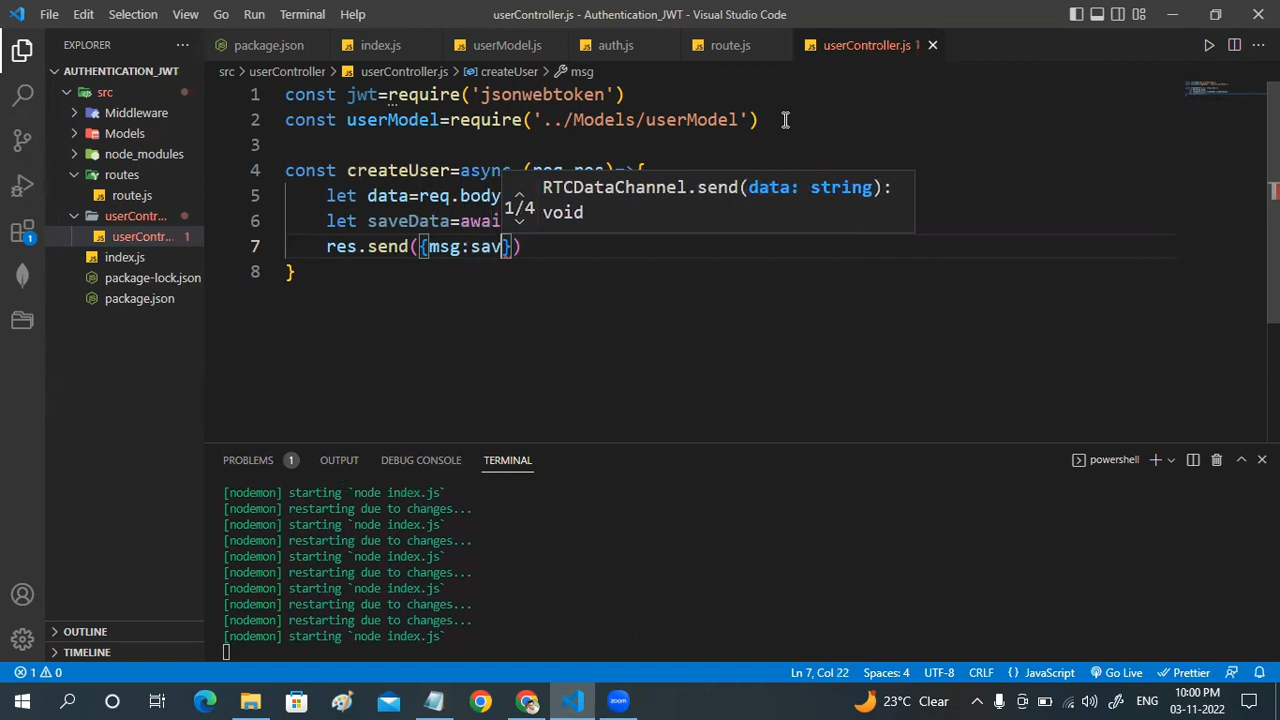 File Edit Selection View Go Run Terminal Help
userController.js - Authentication_JWT - Visual Studio Code
EXPLORER
package.json
index.js
userModel.js
auth.js
route.js
userController.js 1
AUTHENTICATION_JWT
src
Middleware
Models
node_modules
routes
route.js
userContr...
userContr... 1
index.js
package-lock.json
package.json
OUTLINE
TIMELINE
src > userController > userController.js > createUser > msg
1 const jwt=require('jsonwebtoken')
2 const userModel=require('../Models/userModel')
3
4 const createUser=async (req,res)=>{
5 let data=req.body
6 let saveData=awai
7 res.send({msg:sav})
8 }
1/4
RTCDataChannel.send(data: string):
void
PROBLEMS 1 OUTPUT DEBUG CONSOLE TERMINAL
powershell
[nodemon] starting `node index.js`
[nodemon] restarting due to changes...
[nodemon] starting `node index.js`
[nodemon] restarting due to changes...
[nodemon] starting `node index.js`
[nodemon] restarting due to changes...
[nodemon] starting `node index.js`
[nodemon] restarting due to changes...
[nodemon] restarting due to changes...
[nodemon] starting `node index.js`
1 0
Ln 7, Col 22 Spaces: 4 UTF-8 CRLF JavaScript Go Live Prettier
23°C Clear
ENG
10:00 PM
03-11-2022
1